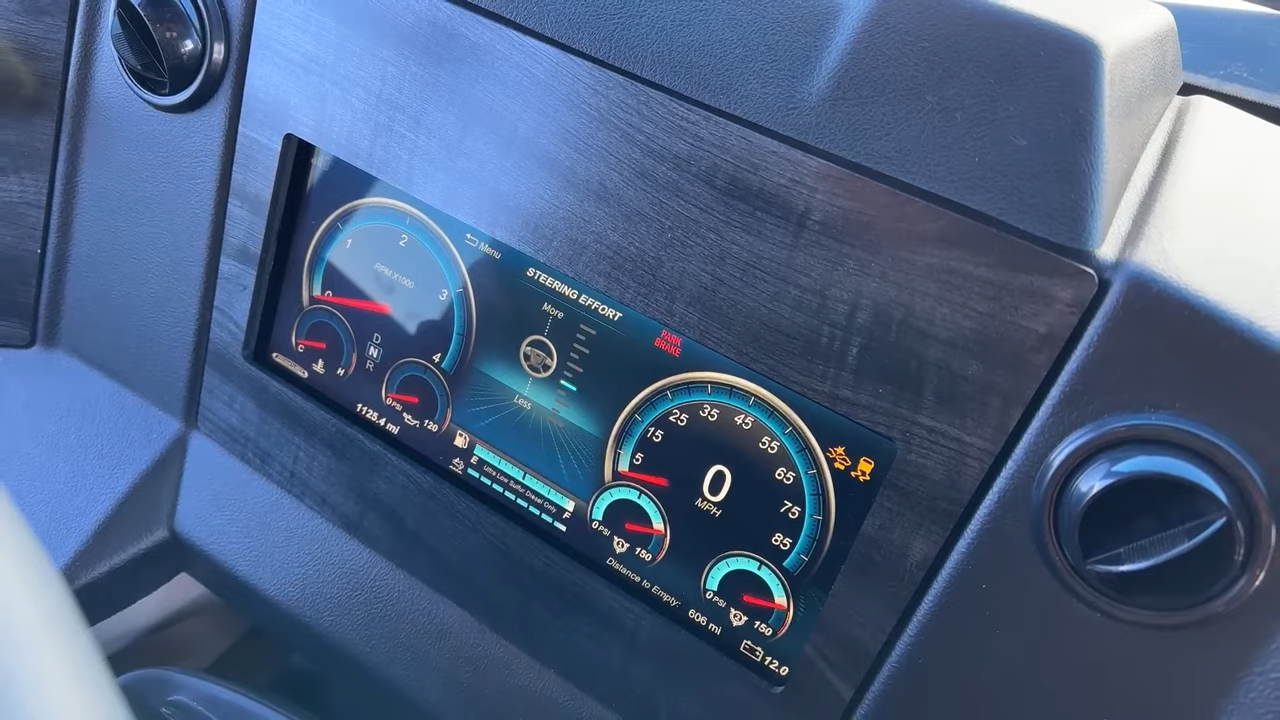 Menu
STEERING EFFORT
More
Less
PARK
BRAKE
0
1
2
3
4
RPM X1000
C
H
D
N
R
0 PSI
120
1125.4 mi
E
Ultra Low Sulfur Diesel Only
F
5
15
25
35
45
55
65
75
85
0
MPH
0 PSI
1
150
0 PSI
2
150
Distance to Empty:
606 mi
12.0